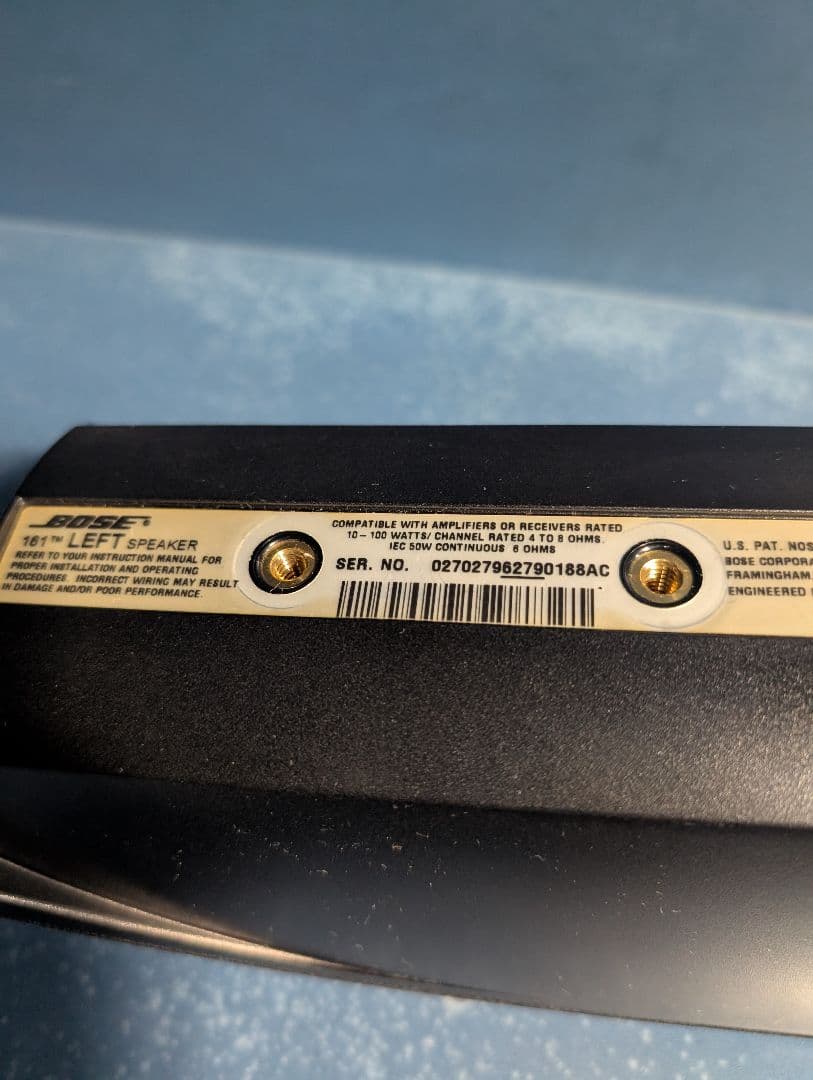 BOSE®
161™ LEFT SPEAKER
REFER TO YOUR INSTRUCTION MANUAL FOR
PROPER INSTALLATION AND OPERATING
PROCEDURES. INCORRECT WIRING MAY RESULT
IN DAMAGE AND/OR POOR PERFORMANCE.
COMPATIBLE WITH AMPLIFIERS OR RECEIVERS RATED
10 – 100 WATTS/ CHANNEL RATED 4 TO 8 OHMS.
IEC 50W CONTINUOUS 6 OHMS
SER. NO. 027027962790188AC
U.S. PAT. NOS
BOSE CORPORA
FRAMINGHAM
ENGINEERED